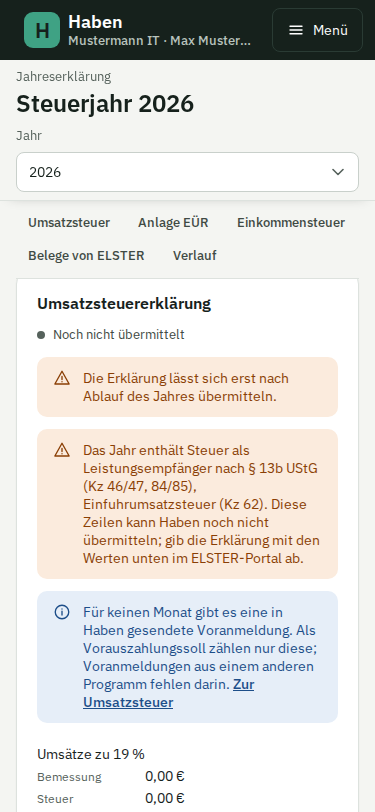 H
Haben
Mustermann IT · Max Muster...
Menü
Jahreserklärung
Steuerjahr 2026
Jahr
2026
Umsatzsteuer Anlage EÜR Einkommensteuer
Belege von ELSTER Verlauf
Umsatzsteuererklärung
Noch nicht übermittelt
Die Erklärung lässt sich erst nach
Ablauf des Jahres übermitteln.
Das Jahr enthält Steuer als
Leistungsempfänger nach § 13b UStG
(Kz 46/47, 84/85),
Einfuhrumsatzsteuer (Kz 62). Diese
Zeilen kann Haben noch nicht
übermitteln; gib die Erklärung mit den
Werten unten im ELSTER-Portal ab.
Für keinen Monat gibt es eine in
Haben gesendete Voranmeldung. Als
Vorauszahlungssoll zählen nur diese;
Voranmeldungen aus einem anderen
Programm fehlen darin. Zur
Umsatzsteuer
Umsätze zu 19 %
Bemessung 0,00 €
Steuer 0,00 €